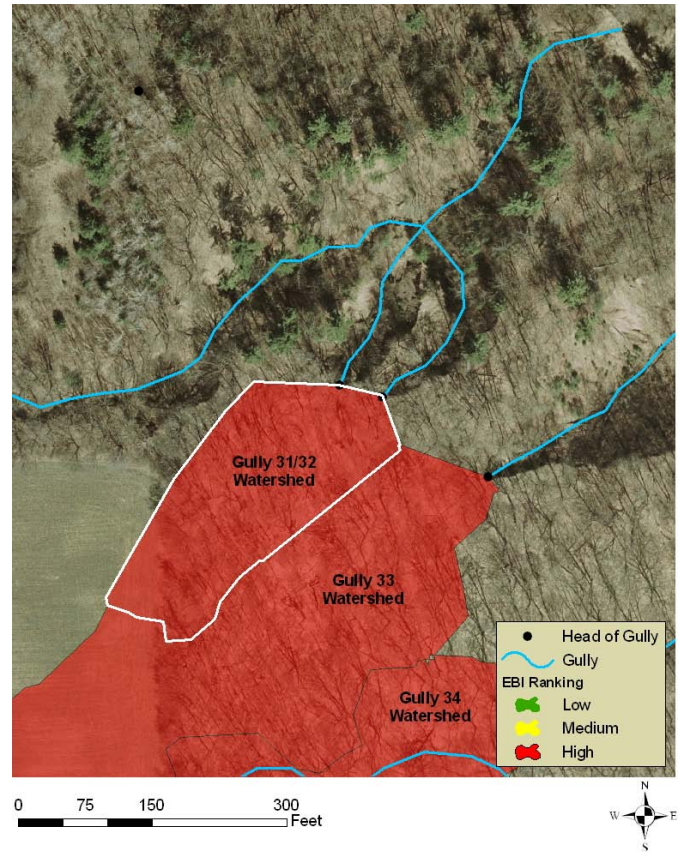 Gully 31/32
Watershed
Gully 33
Watershed
Gully 34
Watershed
Head of Gully
Gully
EBI Ranking
Low
Medium
High
0 75 150 300
Feet
N
W E
S